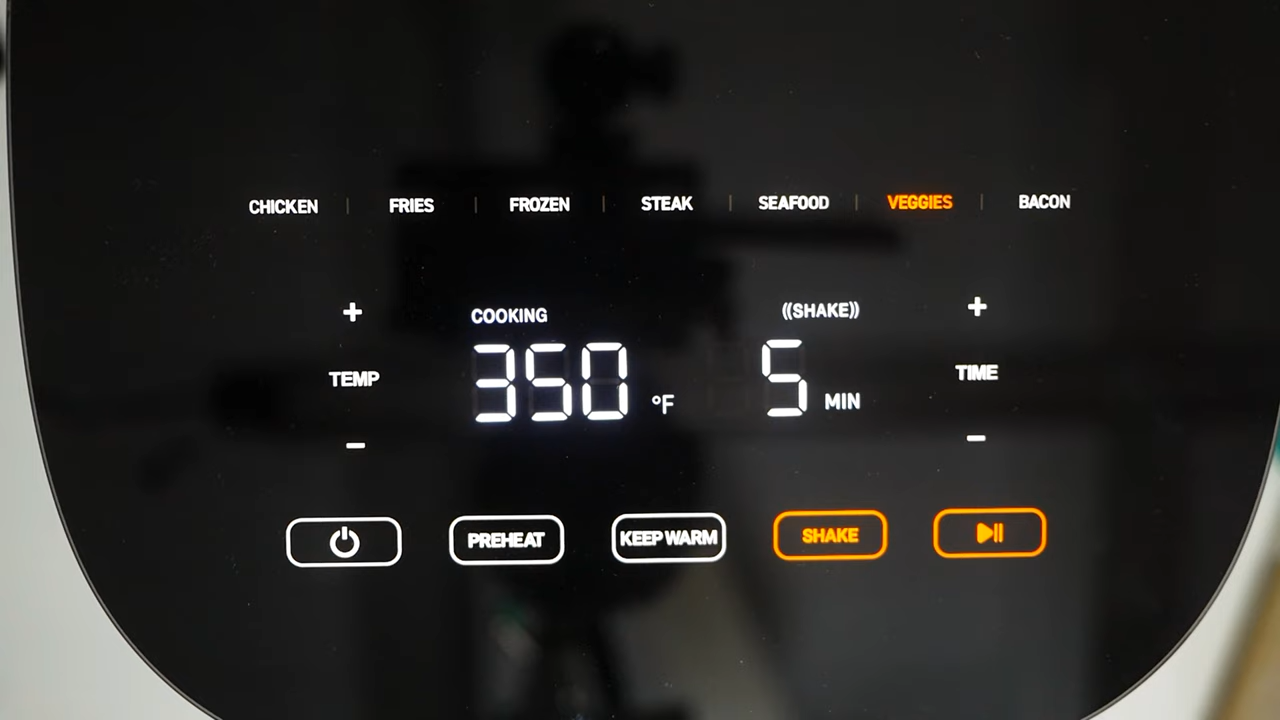 CHICKEN | FRIES | FROZEN | STEAK | SEAFOOD | VEGGIES | BACON
+ COOKING ((SHAKE)) +
TEMP 350 °F 5 MIN TIME
- -
PREHEAT KEEP WARM SHAKE